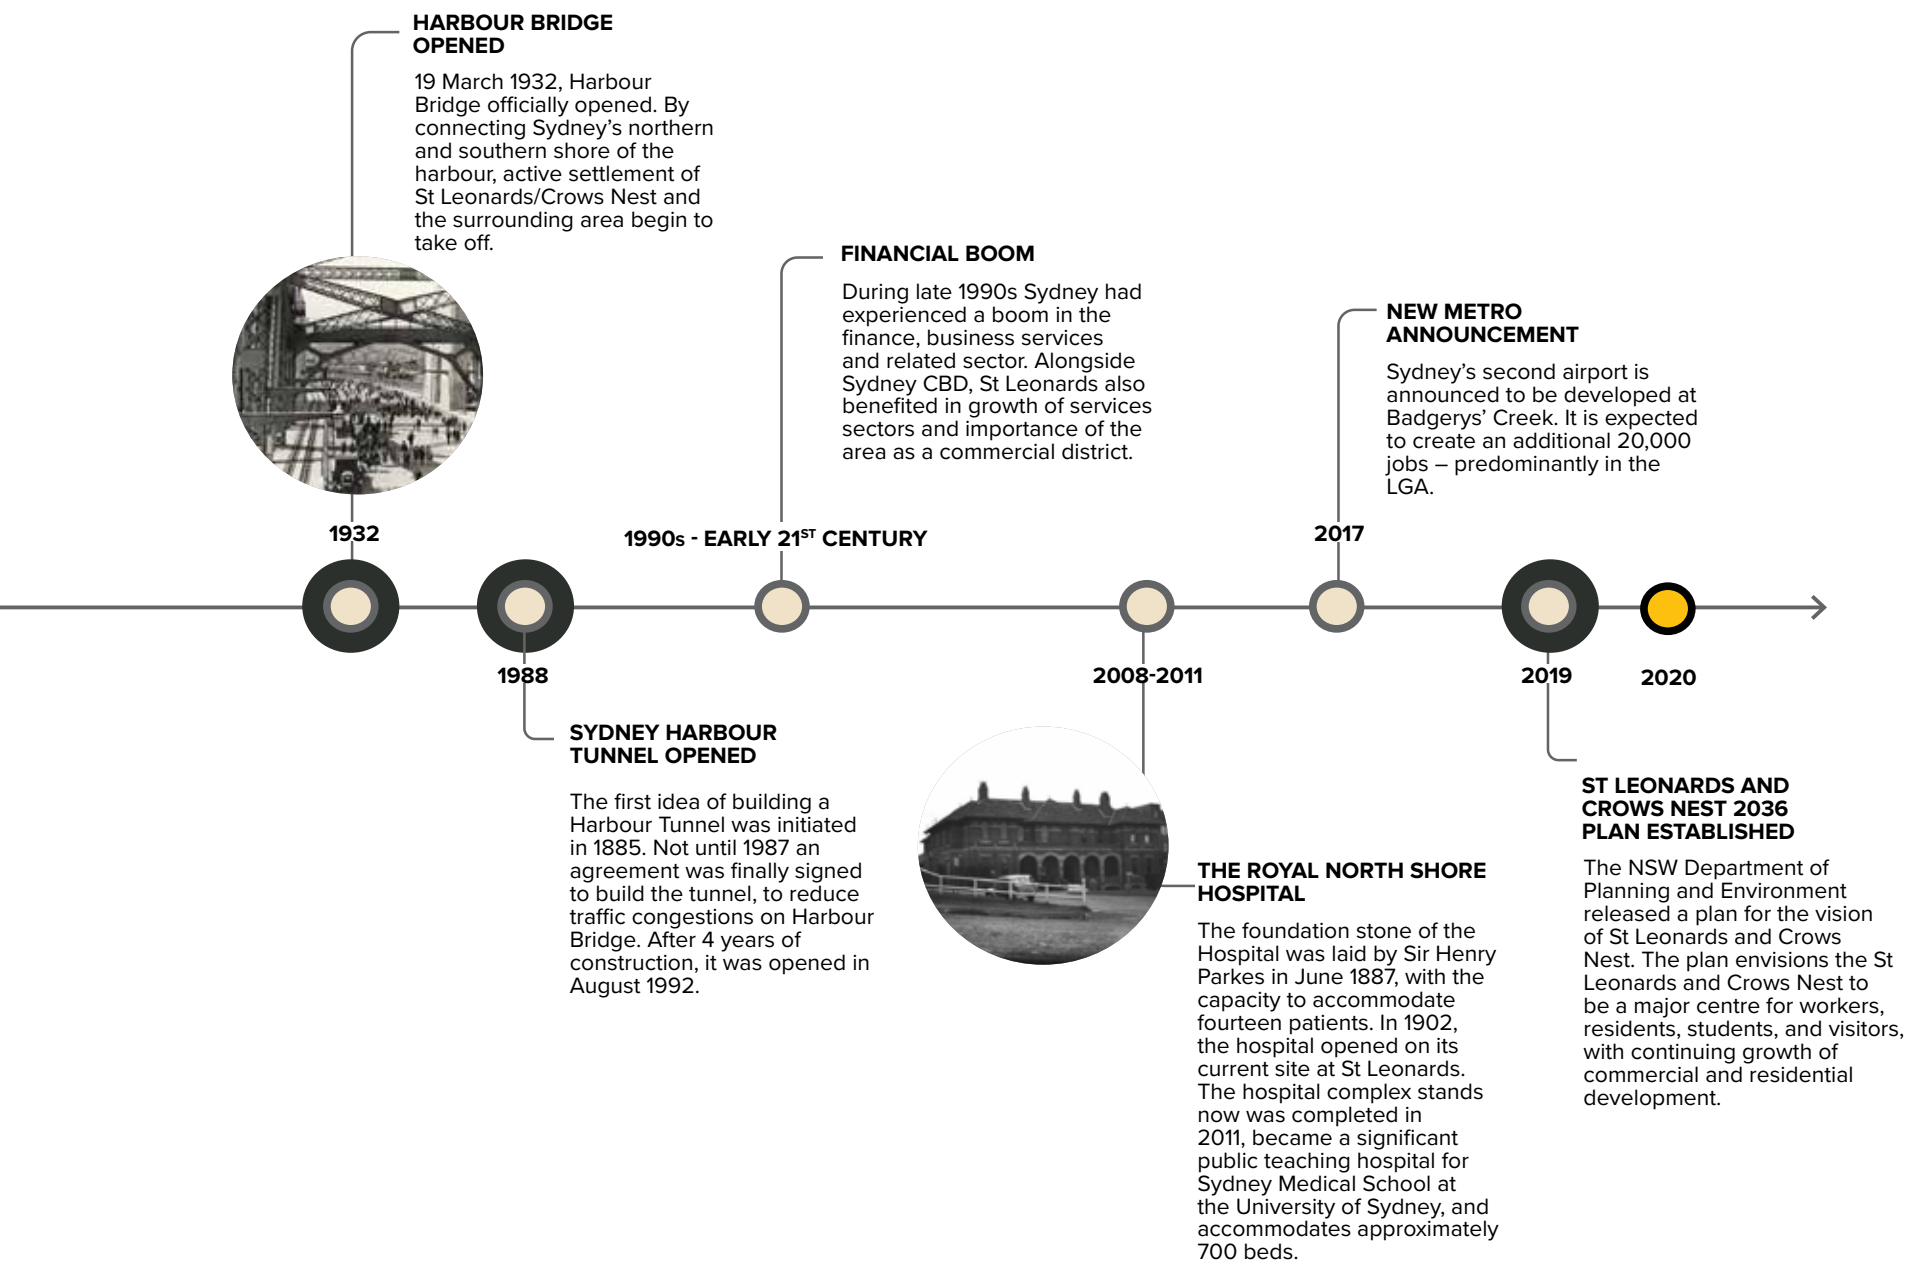 HARBOUR BRIDGE
OPENED
19 March 1932, Harbour
Bridge officially opened. By
connecting Sydney’s northern
and southern shore of the
harbour, active settlement of
St Leonards/Crows Nest and
the surrounding area begin to
take off.
1932
1988
SYDNEY HARBOUR
TUNNEL OPENED
The first idea of building a
Harbour Tunnel was initiated
in 1885. Not until 1987 an
agreement was finally signed
to build the tunnel, to reduce
traffic congestions on Harbour
Bridge. After 4 years of
construction, it was opened in
August 1992.
FINANCIAL BOOM
During late 1990s Sydney had
experienced a boom in the
finance, business services
and related sector. Alongside
Sydney CBD, St Leonards also
benefited in growth of services
sectors and importance of the
area as a commercial district.
1990s - EARLY 21ST CENTURY
2008-2011
THE ROYAL NORTH SHORE
HOSPITAL
The foundation stone of the
Hospital was laid by Sir Henry
Parkes in June 1887, with the
capacity to accommodate
fourteen patients. In 1902,
the hospital opened on its
current site at St Leonards.
The hospital complex stands
now was completed in
2011, became a significant
public teaching hospital for
Sydney Medical School at
the University of Sydney, and
accommodates approximately
700 beds.
NEW METRO
ANNOUNCEMENT
Sydney’s second airport is
announced to be developed at
Badgerys’ Creek. It is expected
to create an additional 20,000
jobs – predominantly in the
LGA.
2017
2019
ST LEONARDS AND
CROWS NEST 2036
PLAN ESTABLISHED
The NSW Department of
Planning and Environment
released a plan for the vision
of St Leonards and Crows
Nest. The plan envisions the St
Leonards and Crows Nest to
be a major centre for workers,
residents, students, and visitors,
with continuing growth of
commercial and residential
development.
2020